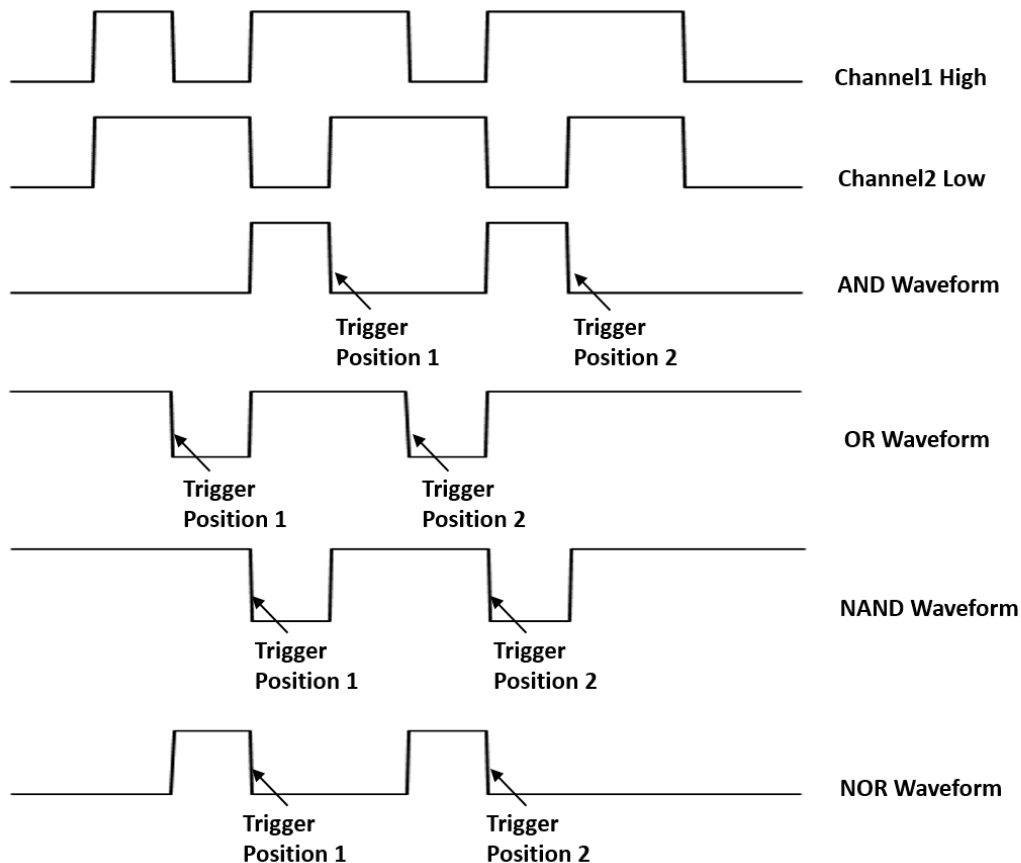 Channel1 High
Channel2 Low
AND Waveform
Trigger
Position 1
Trigger
Position 2
OR Waveform
Trigger
Position 1
Trigger
Position 2
NAND Waveform
Trigger
Position 1
Trigger
Position 2
NOR Waveform
Trigger
Position 1
Trigger
Position 2